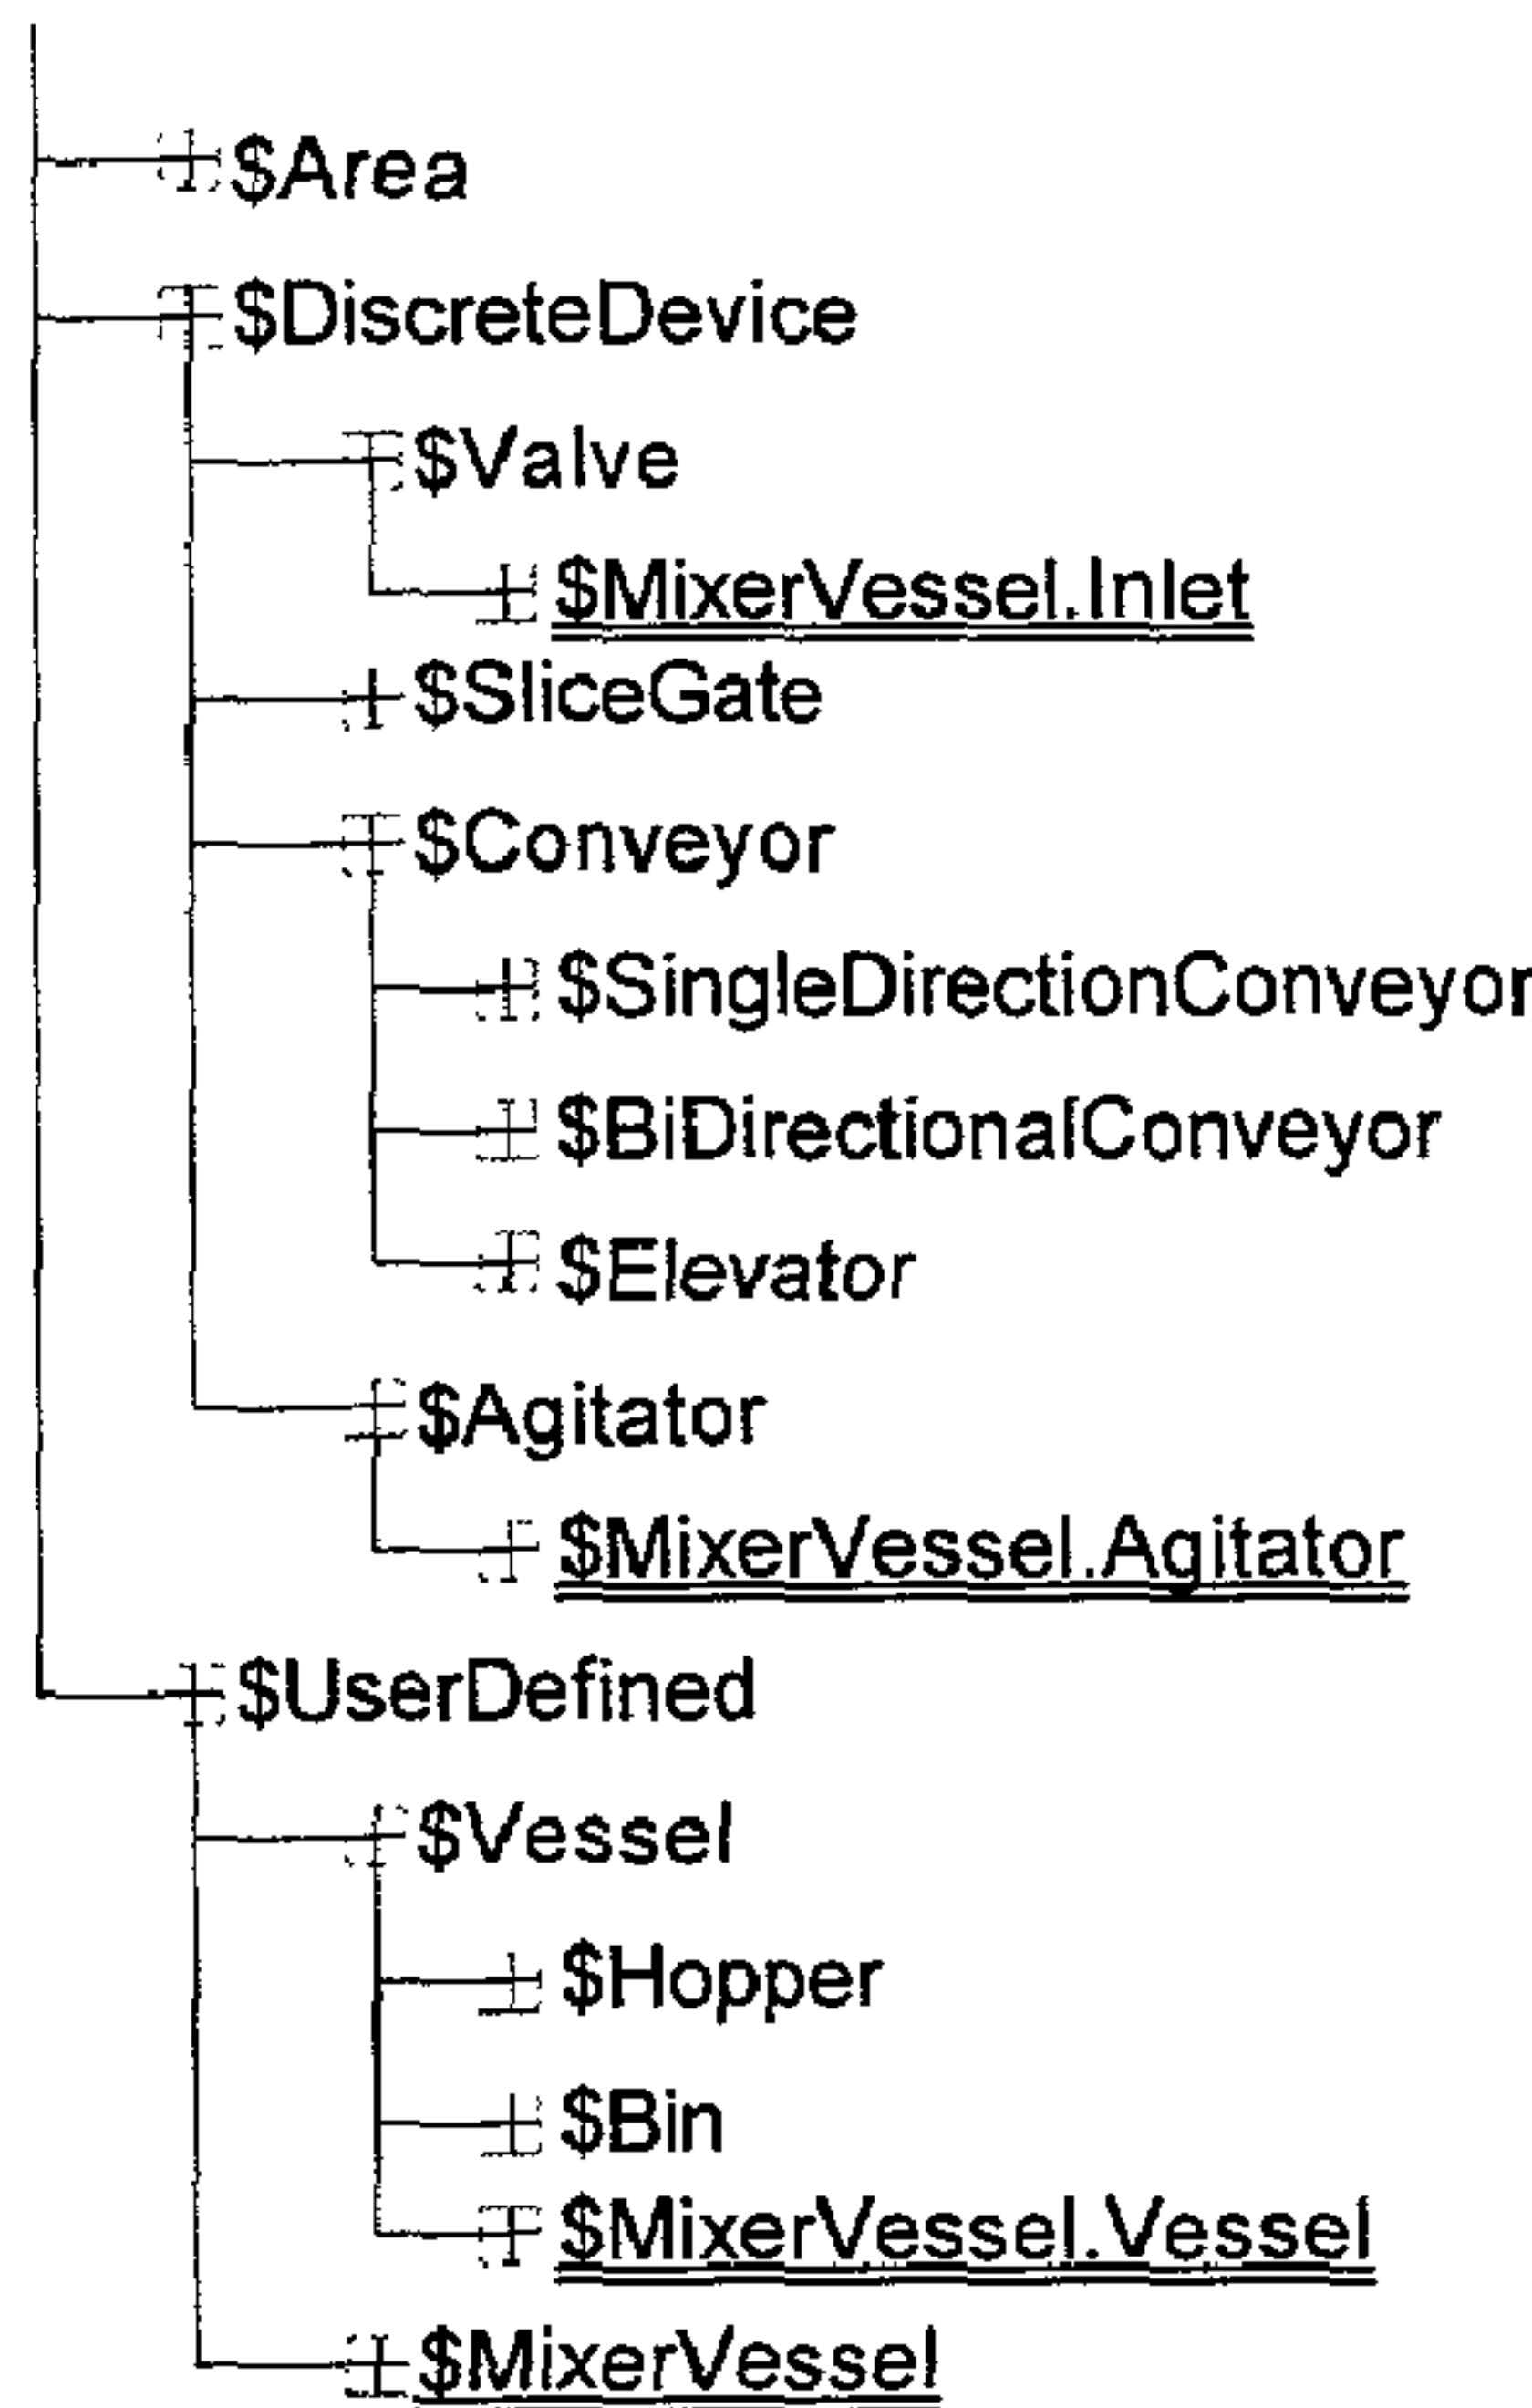 $Area
$DiscreteDevice
$Valve
$MixerVessel.Inlet
$SliceGate
$Conveyor
$SingleDirectionConveyor
$BiDirectionalConveyor
$Elevator
$Agitator
$MixerVessel.Agitator
$UserDefined
$Vessel
$Hopper
$Bin
$MixerVessel.Vessel
$MixerVessel